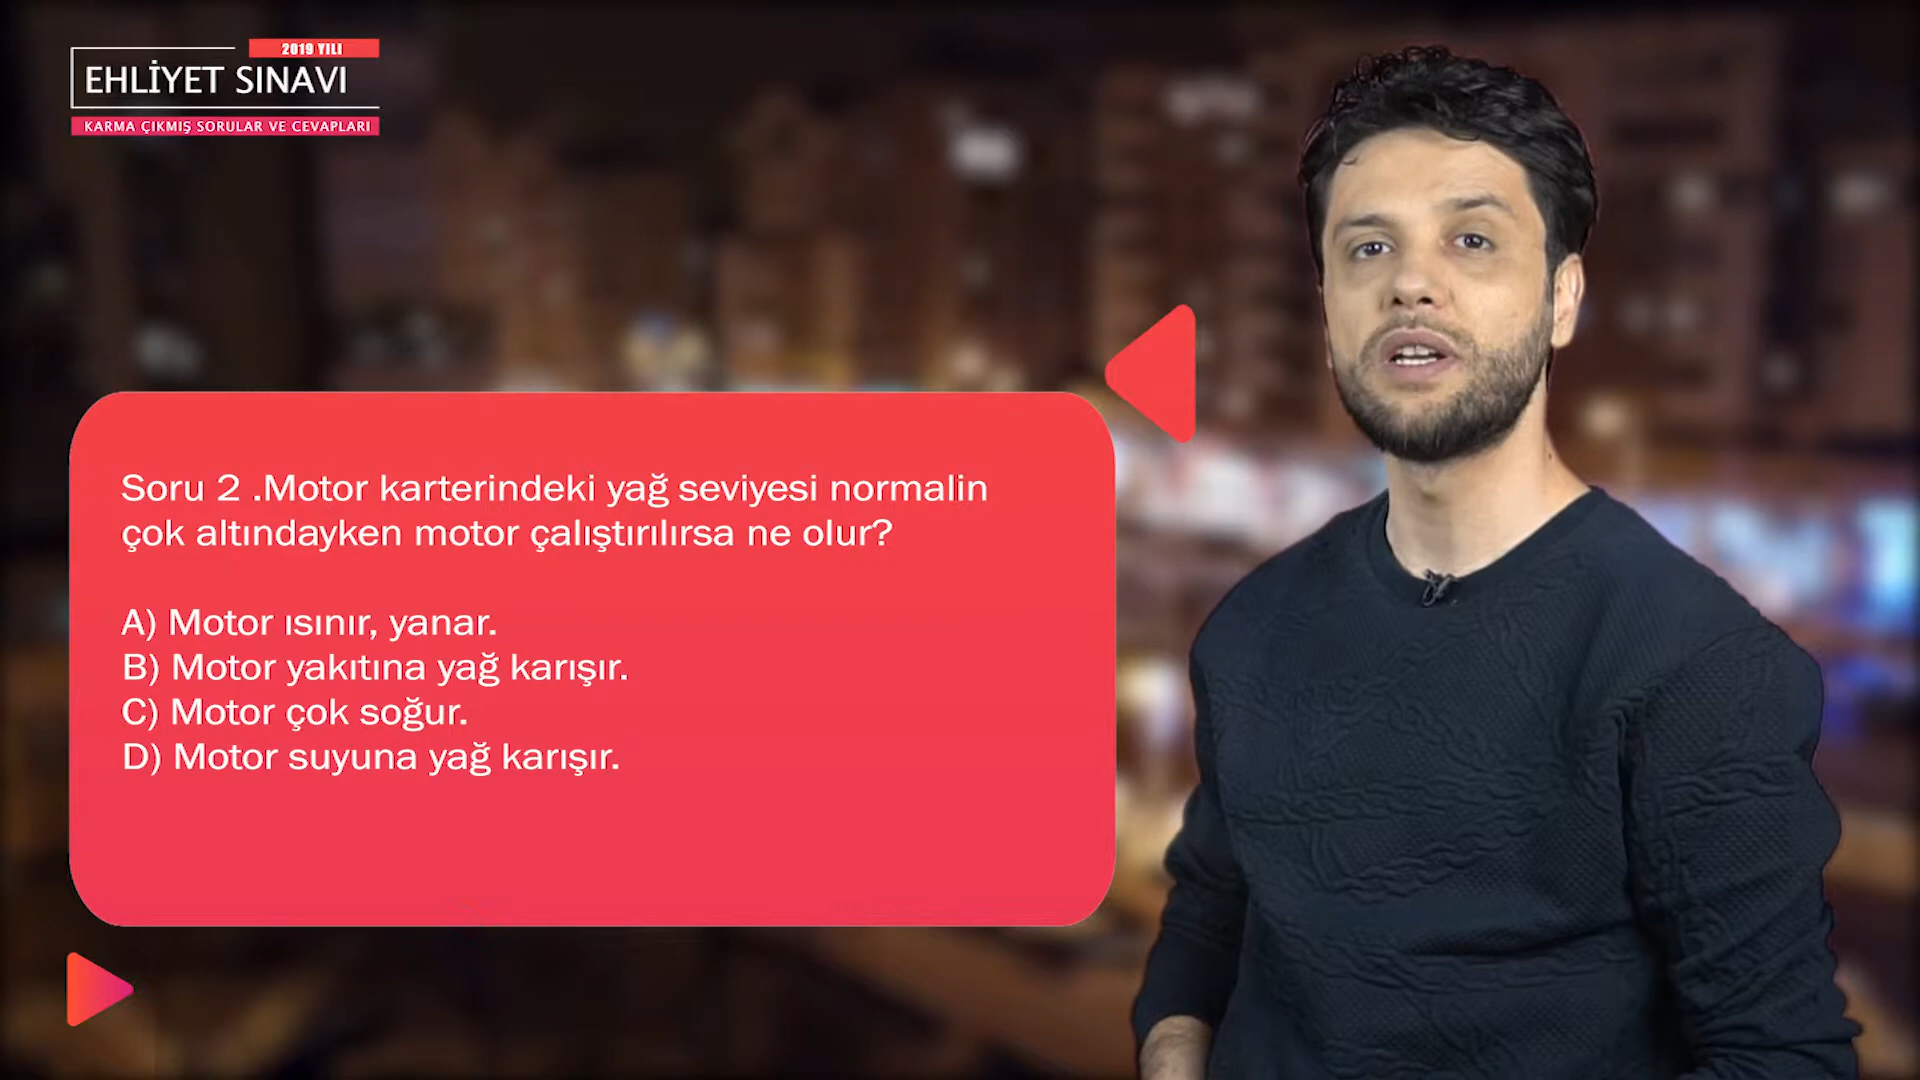 2019 YILI
EHLİYET SINAVI
KARMA ÇIKMIŞ SORULAR VE CEVAPLARI
Soru 2 .Motor karterindeki yağ seviyesi normalin
çok altındayken motor çalıştırılırsa ne olur?
A) Motor ısınır, yanar.
B) Motor yakıtına yağ karışır.
C) Motor çok soğur.
D) Motor suyuna yağ karışır.